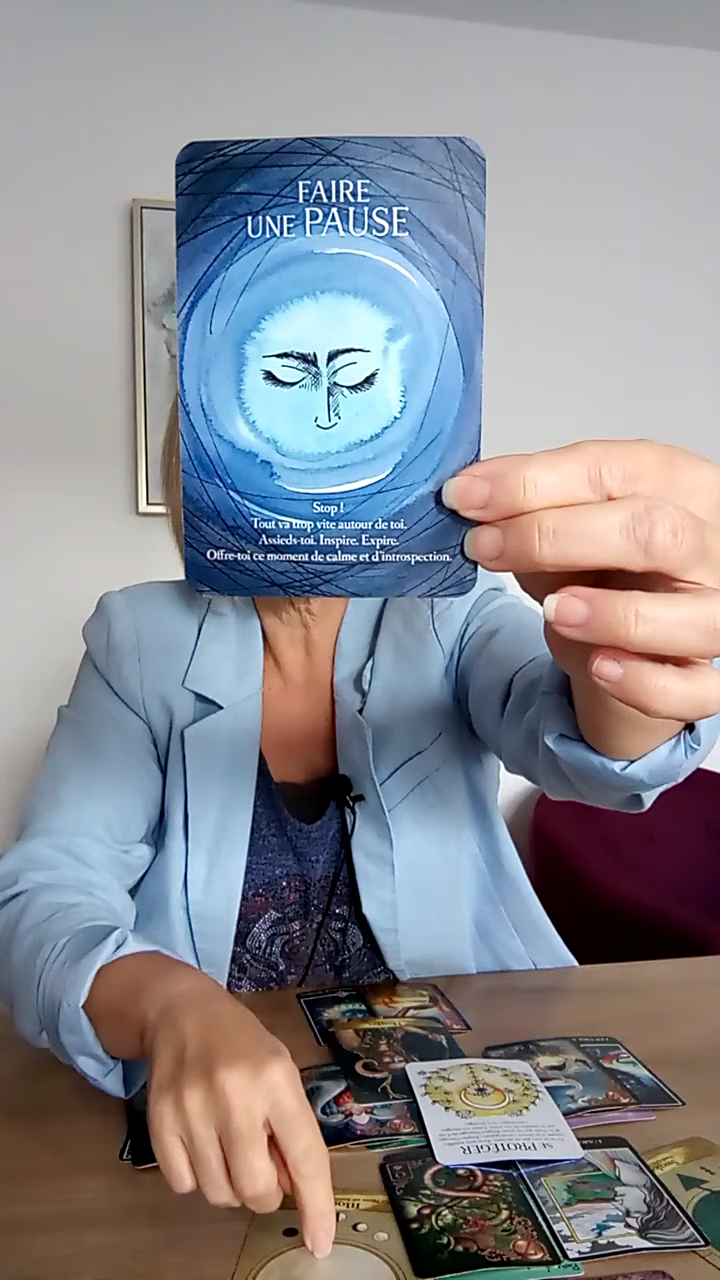 FAIRE
UNE PAUSE
Stop !
Tout va trop vite autour de toi.
Assieds-toi. Inspire. Expire.
Offre-toi ce moment de calme et d'introspection.
SE PROTÉGER